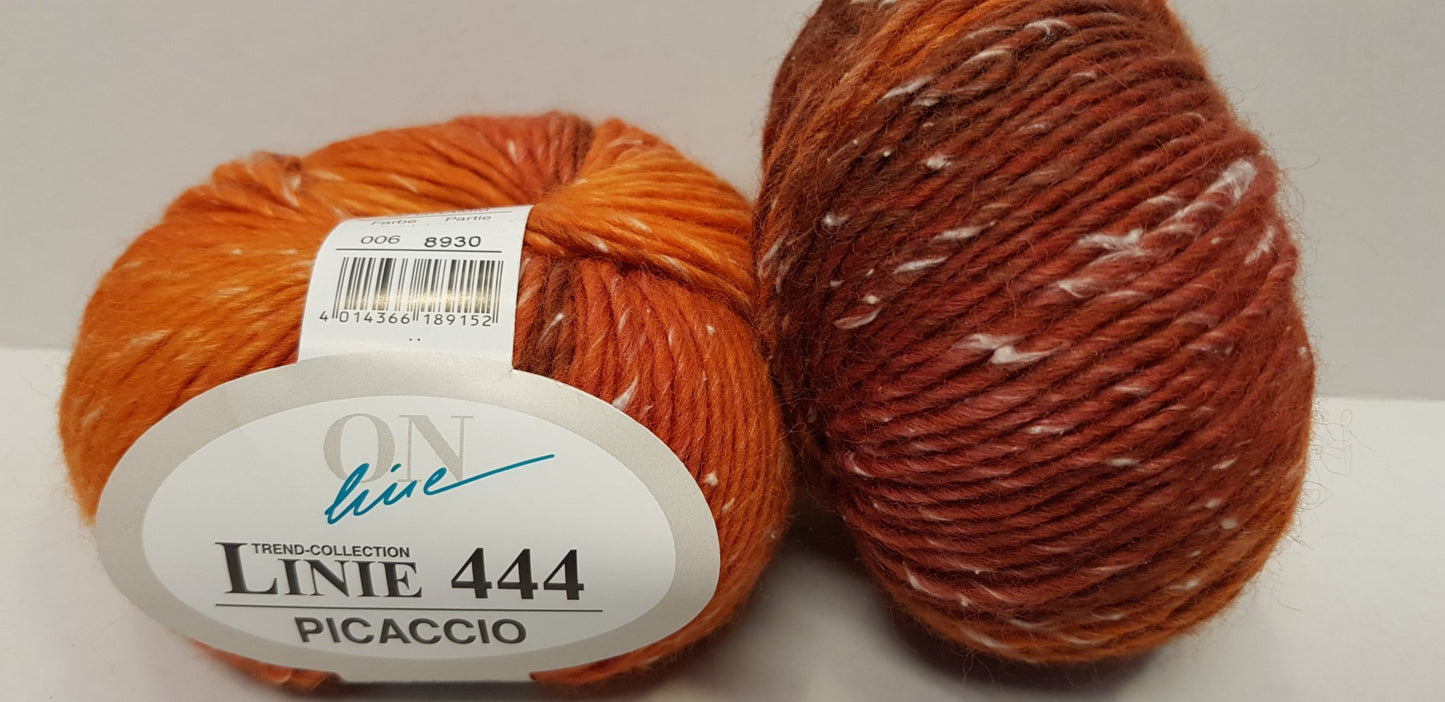 Farbe Partie
006 8930
4 014366 189152
ON
line
TREND-COLLECTION
LINIE 444
PICACCIO